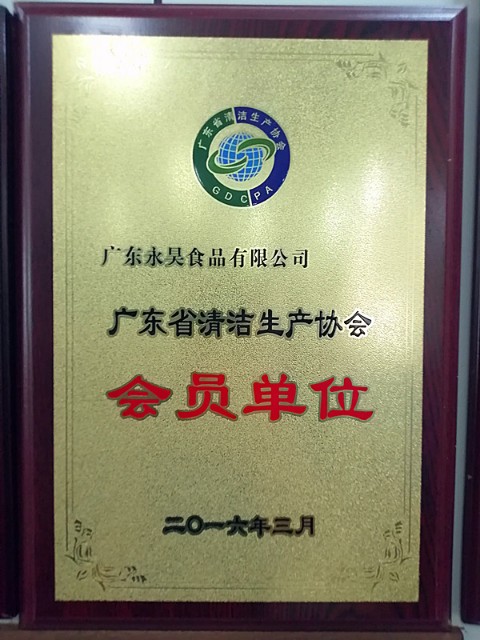 广东省清洁生产协会
GDCPA
广东永昊食品有限公司
广东省清洁生产协会
会员单位
二〇一六年三月